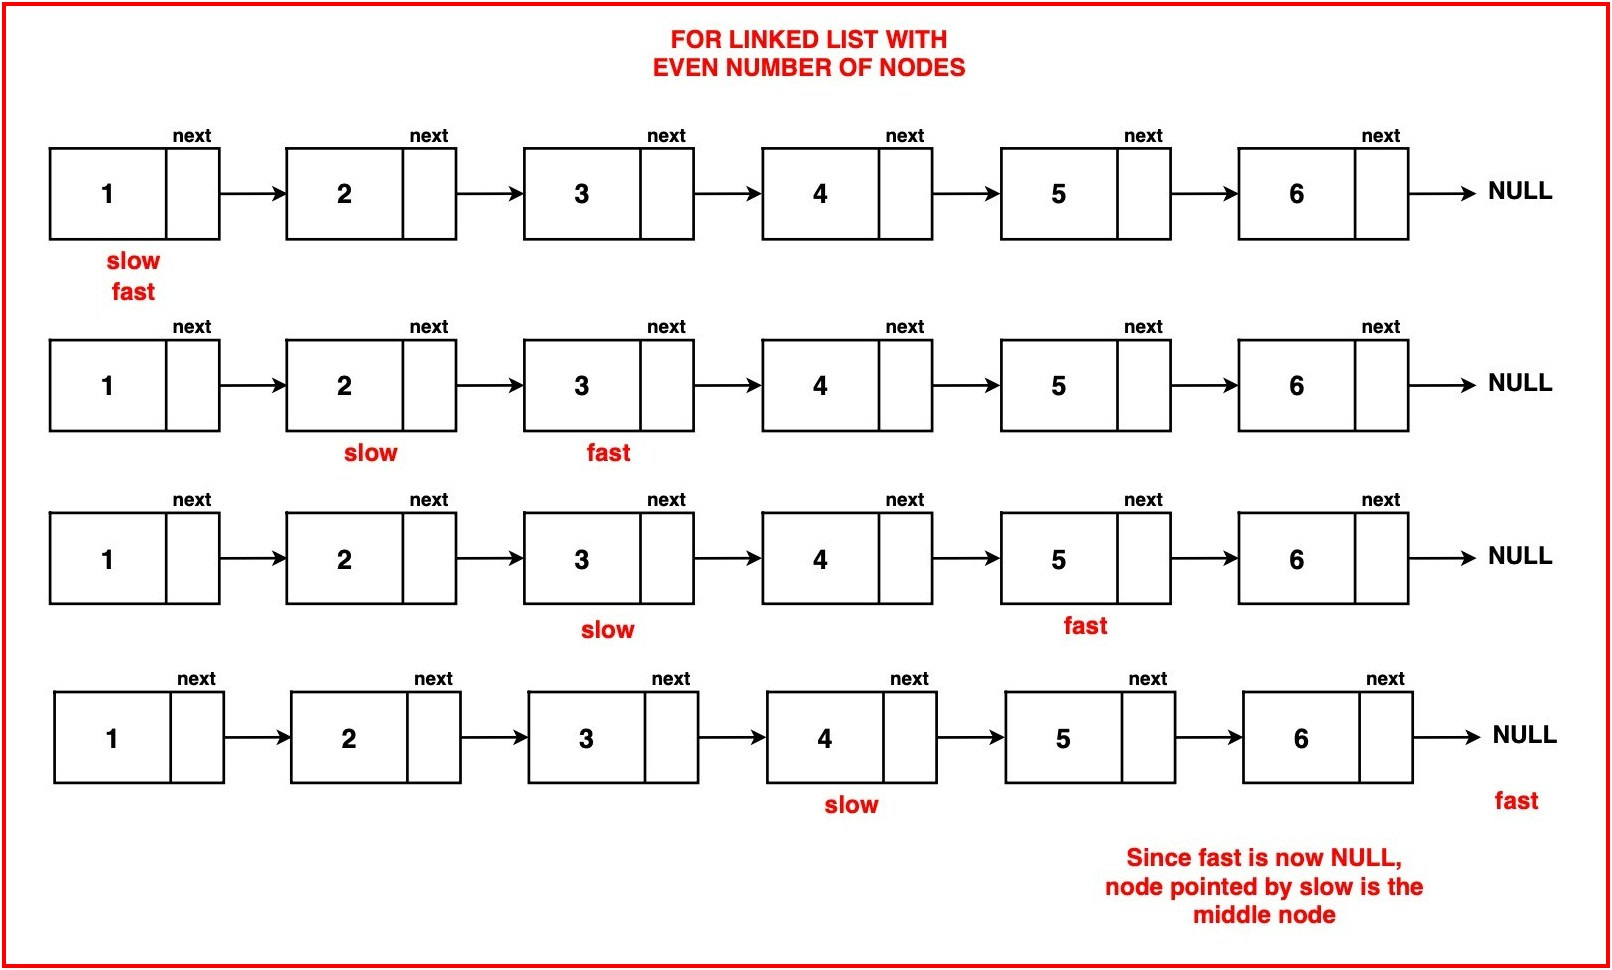 FOR LINKED LIST WITH
EVEN NUMBER OF NODES
next next next next next next
1 2 3 4 5 6 NULL
slow
fast
next next next next next next
1 2 3 4 5 6 NULL
slow fast
next next next next next next
1 2 3 4 5 6 NULL
slow fast
next next next next next next
1 2 3 4 5 6 NULL
slow fast
Since fast is now NULL,
node pointed by slow is the
middle node